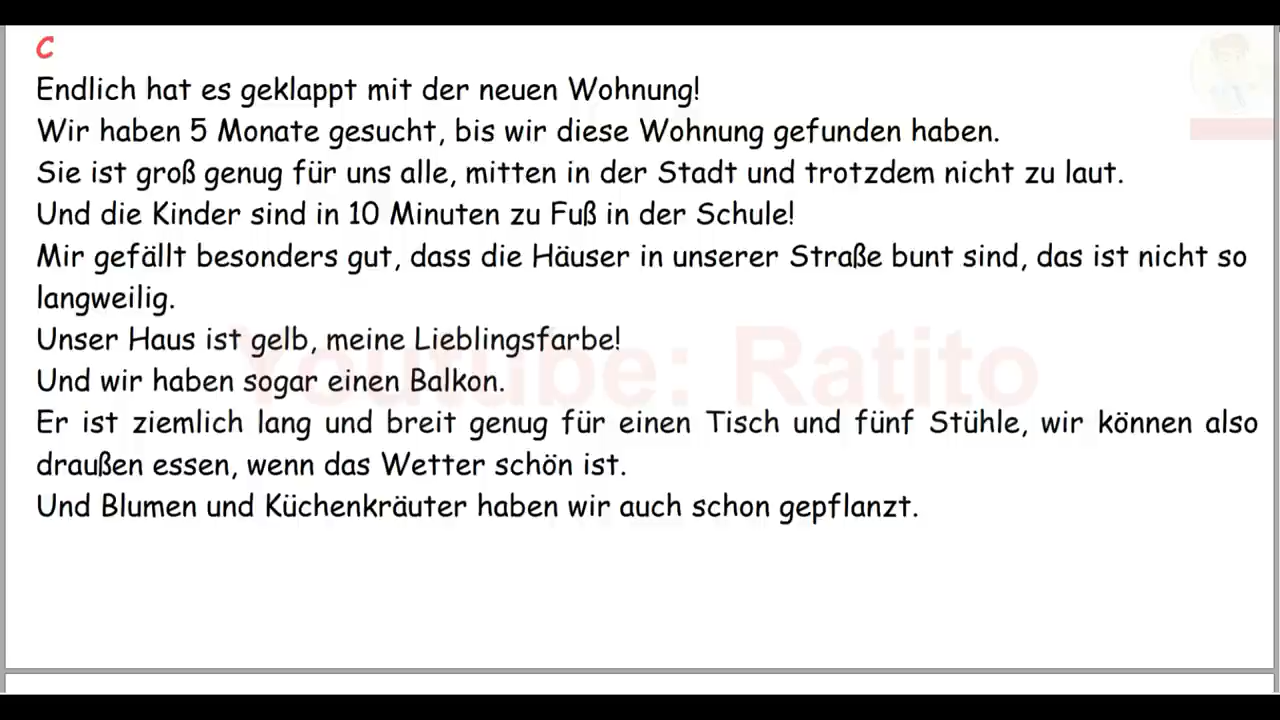 C
Endlich hat es geklappt mit der neuen Wohnung!
Wir haben 5 Monate gesucht, bis wir diese Wohnung gefunden haben.
Sie ist groß genug für uns alle, mitten in der Stadt und trotzdem nicht zu laut.
Und die Kinder sind in 10 Minuten zu Fuß in der Schule!
Mir gefällt besonders gut, dass die Häuser in unserer Straße bunt sind, das ist nicht so
langweilig.
Unser Haus ist gelb, meine Lieblingsfarbe!
Youtube: Ratito
Und wir haben sogar einen Balkon.
Er ist ziemlich lang und breit genug für einen Tisch und fünf Stühle, wir können also
draußen essen, wenn das Wetter schön ist.
Und Blumen und Küchenkräuter haben wir auch schon gepflanzt.